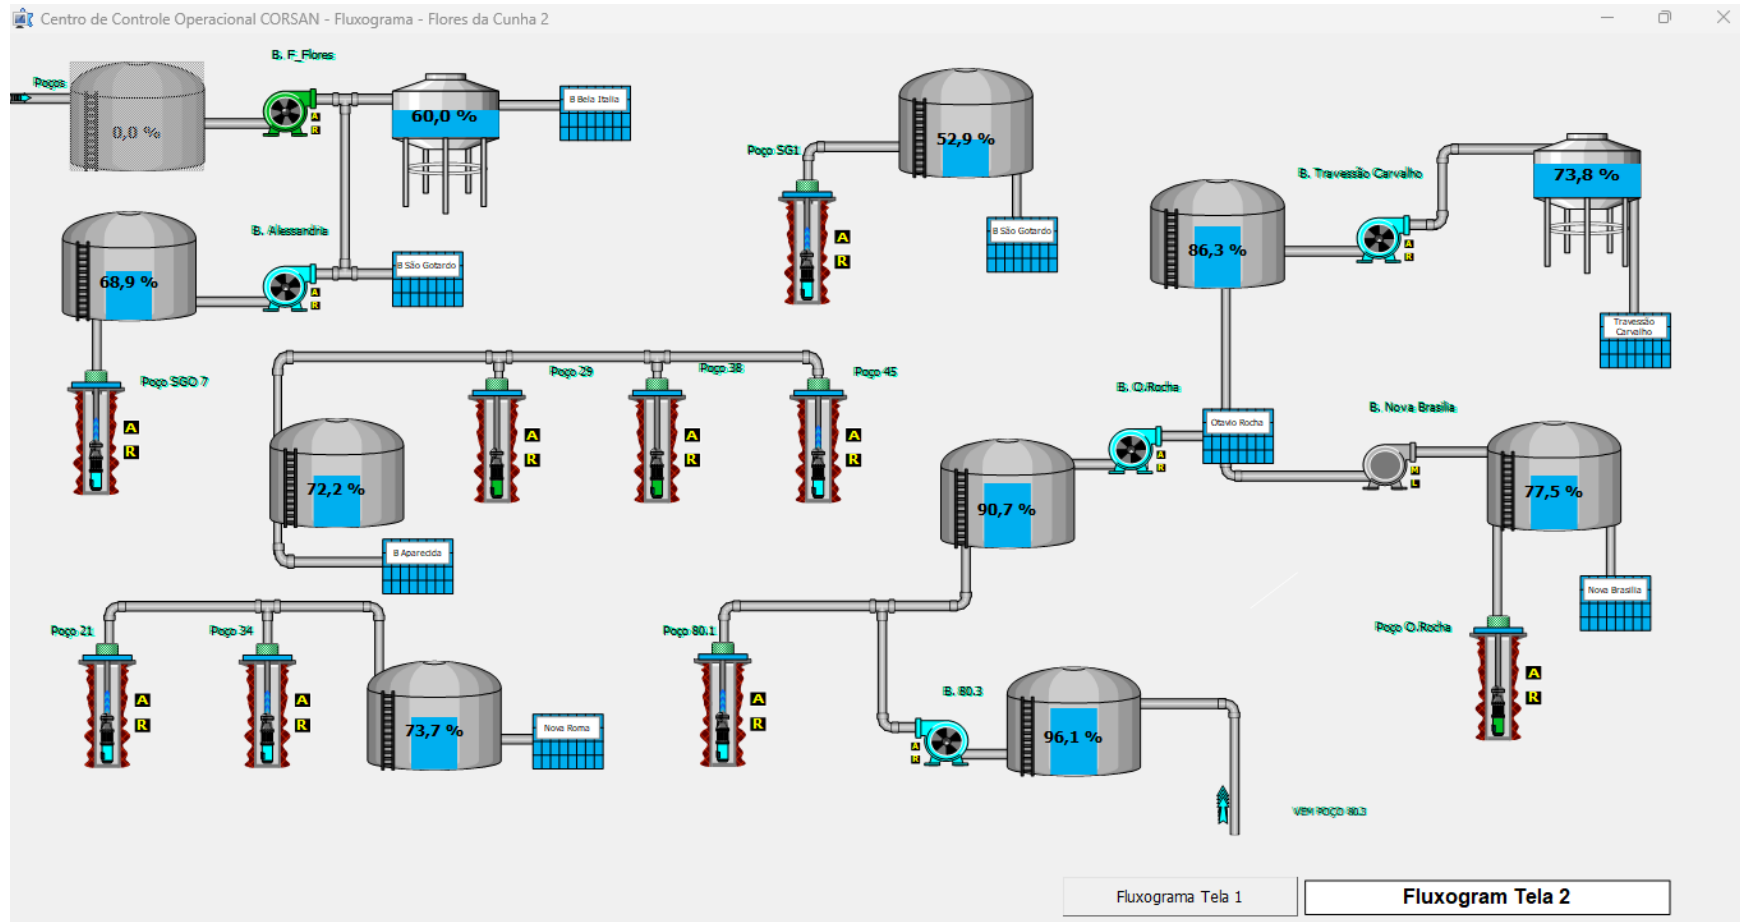 Centro de Controle Operacional CORSAN - Fluxograma - Flores da Cunha 2
Poços
0,0 %
B. F_Flores
A
R
60,0 %
B Bela Italia
Poço SG1
A
R
52,9 %
B São Gotardo
B. Travessão Carvalho
A
R
86,3 %
73,8 %
Travessão
Carvalho
68,9 %
B. Alessandria
A
R
B São Gotardo
Poço SGO 7
A
R
Poço 29
A
R
Poço 38
A
R
Poço 45
A
R
72,2 %
B Aparecida
B. O.Rocha
A
R
Otavio Rocha
90,7 %
B. Nova Brasilia
M
L
77,5 %
Nova Brasilia
Poço O.Rocha
A
R
Poço 21
A
R
Poço 34
A
R
73,7 %
Nova Roma
Poço 80.1
A
R
B. 80.3
A
R
96,1 %
VEM POÇO 80.3
Fluxograma Tela 1
Fluxogram Tela 2